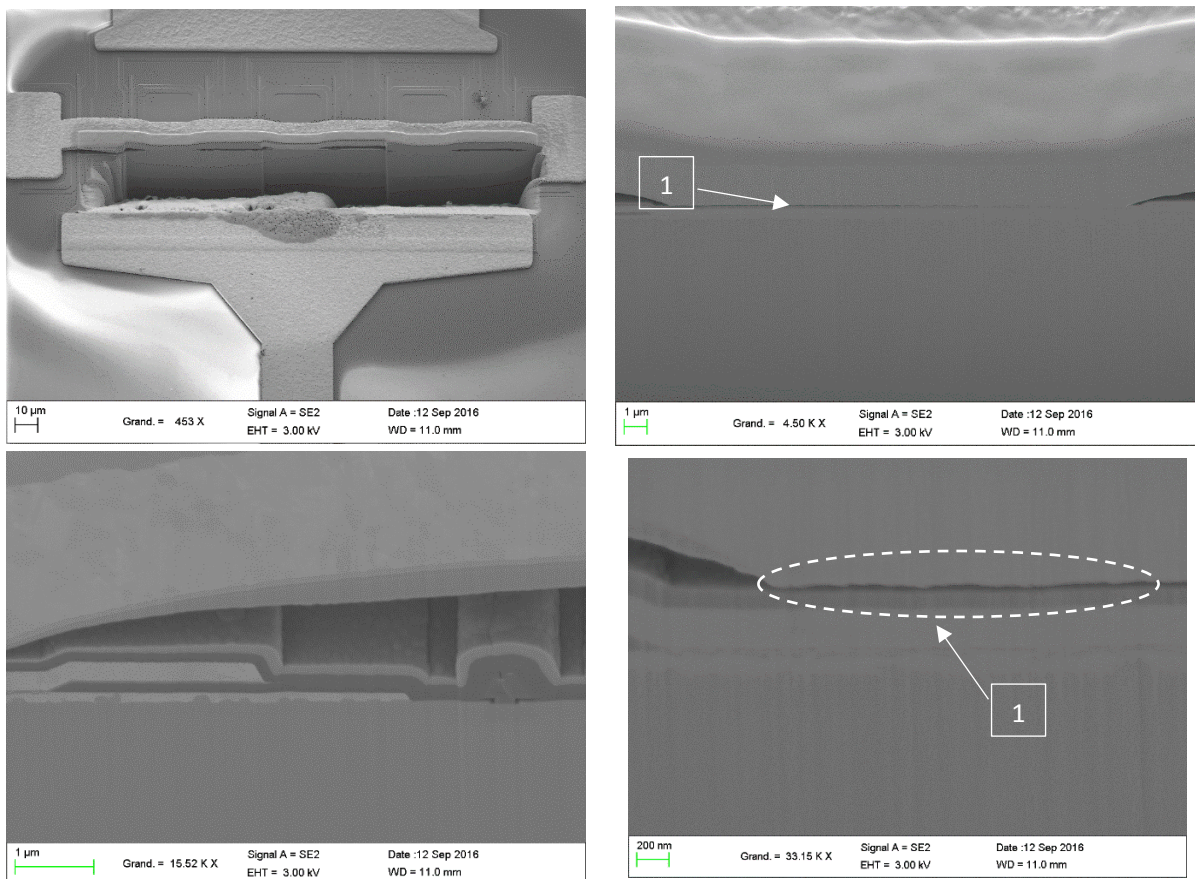 10 µm
Grand. = 453 X
Signal A = SE2
EHT = 3.00 kV
Date :12 Sep 2016
WD = 11.0 mm
1
1 µm
Grand. = 4.50 K X
Signal A = SE2
EHT = 3.00 kV
Date :12 Sep 2016
WD = 11.0 mm
1 µm
Grand. = 15.52 K X
Signal A = SE2
EHT = 3.00 kV
Date :12 Sep 2016
WD = 11.0 mm
1
200 nm
Grand. = 33.15 K X
Signal A = SE2
EHT = 3.00 kV
Date :12 Sep 2016
WD = 11.0 mm